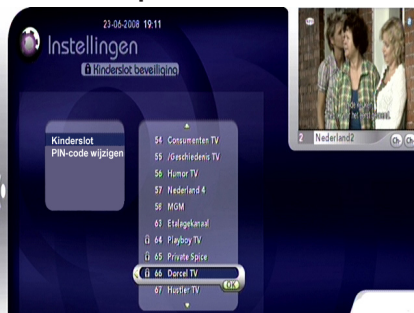 23-06-2008 19:11
Instellingen
Kinderslot beveiliging
Kinderslot
PIN-code wijzigen
54 Consumenten TV
55 /Geschiedenis TV
56 Humor TV
57 Nederland 4
58 MGM
63 Etalagekanaal
64 Playboy TV
65 Private Spice
66 Dorcel TV
OK
67 Hustler TV
2 Nederland2
Ch Ch